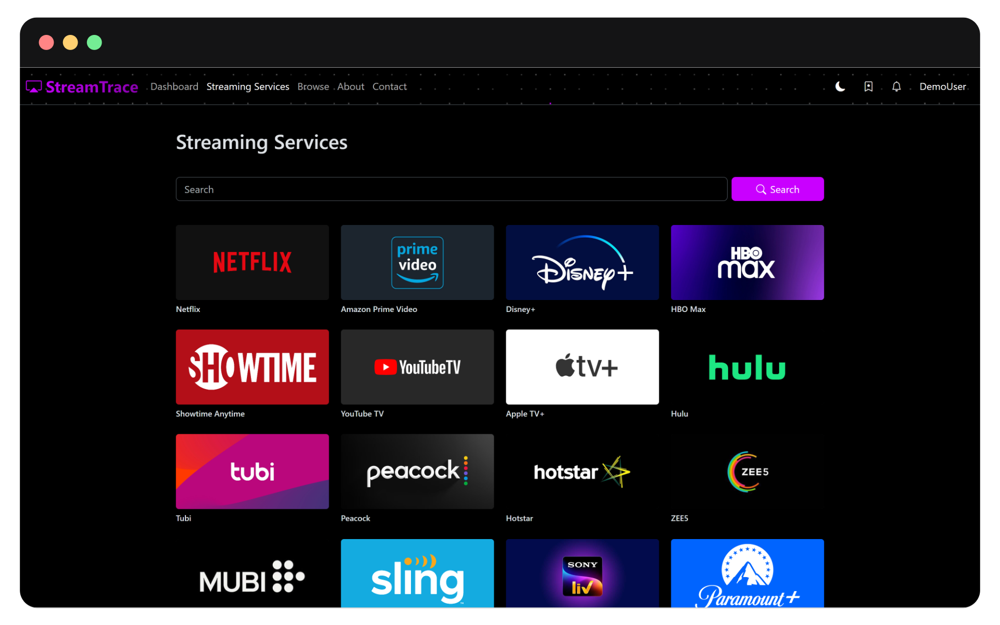 StreamTrace Dashboard Streaming Services Browse About Contact DemoUser
Streaming Services
Search Search
NETFLIX
prime
video
Disney+
HBO
max
Netflix
Amazon Prime Video
Disney+
HBO Max
SHOWTIME
YouTubeTV
tv+
hulu
Showtime Anytime
YouTube TV
Apple TV+
Hulu
tubi
peacock
hotstar
ZEE5
Tubi
Peacock
Hotstar
ZEE5
MUBI
sling
SONY
liv
Paramount+